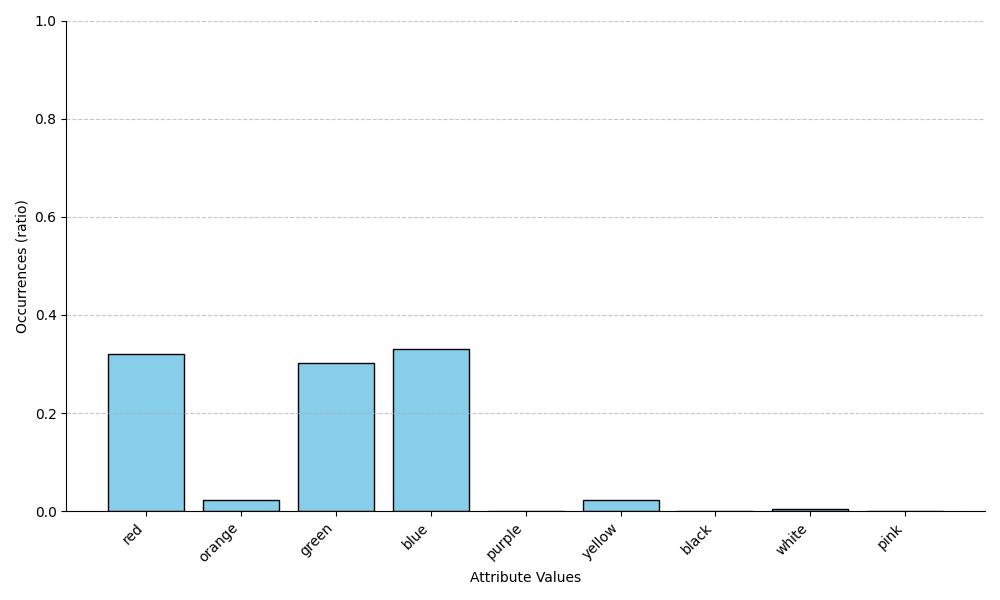 1.0
0.8
0.6
0.4
0.2
0.0
Occurrences (ratio)
red
orange
green
blue
purple
yellow
black
white
pink
Attribute Values